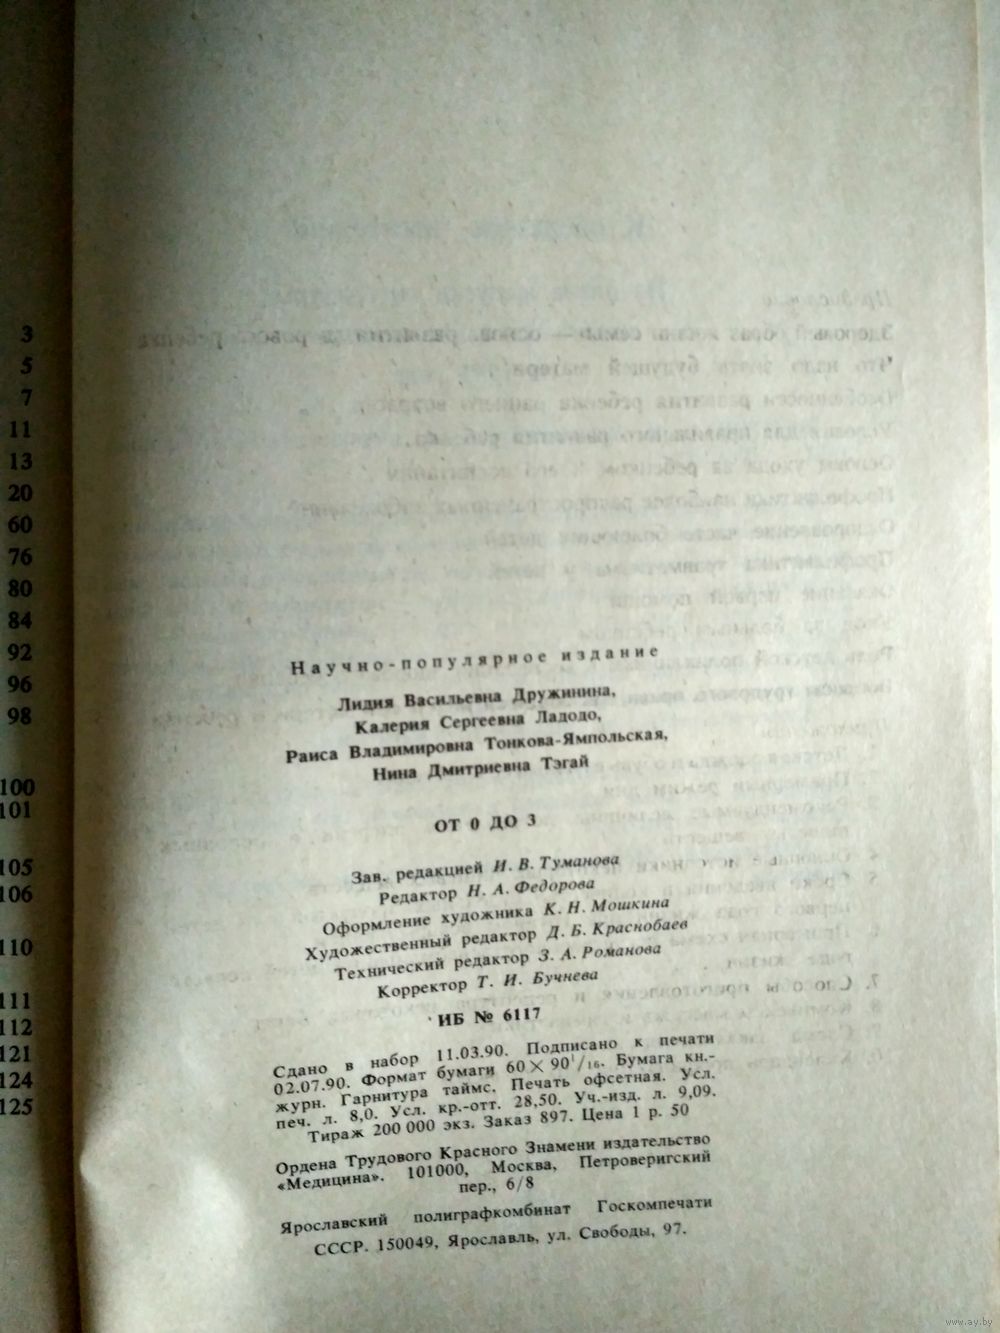 3
5
7
11
13
20
60
76
80
84
92
96
98
100
101
105
106
110
111
112
121
124
125
Научно-популярное издание
Лидия Васильевна Дружинина,
Калерия Сергеевна Ладодо,
Раиса Владимировна Тонкова-Ямпольская,
Нина Дмитриевна Тэгай
ОТ 0 ДО 3
Зав. редакцией И. В. Туманова
Редактор Н. А. Федорова
Оформление художника К. Н. Мошкина
Художественный редактор Д. Б. Краснобаев
Технический редактор З. А. Романова
Корректор Т. И. Бучнева
ИБ № 6117
Сдано в набор 11.03.90. Подписано к печати
02.07.90. Формат бумаги 60×90 1/16. Бумага кн.-
журн. Гарнитура таймс. Печать офсетная. Усл.
печ. л. 8,0. Усл. кр.-отт. 28,50. Уч.-изд. л. 9,09.
Тираж 200 000 экз. Заказ 897. Цена 1 р. 50
Ордена Трудового Красного Знамени издательство
«Медицина». 101000, Москва, Петроверигский
пер., 6/8
Ярославский полиграфкомбинат Госкомпечати
СССР. 150049, Ярославль, ул. Свободы, 97.
www.ay.by